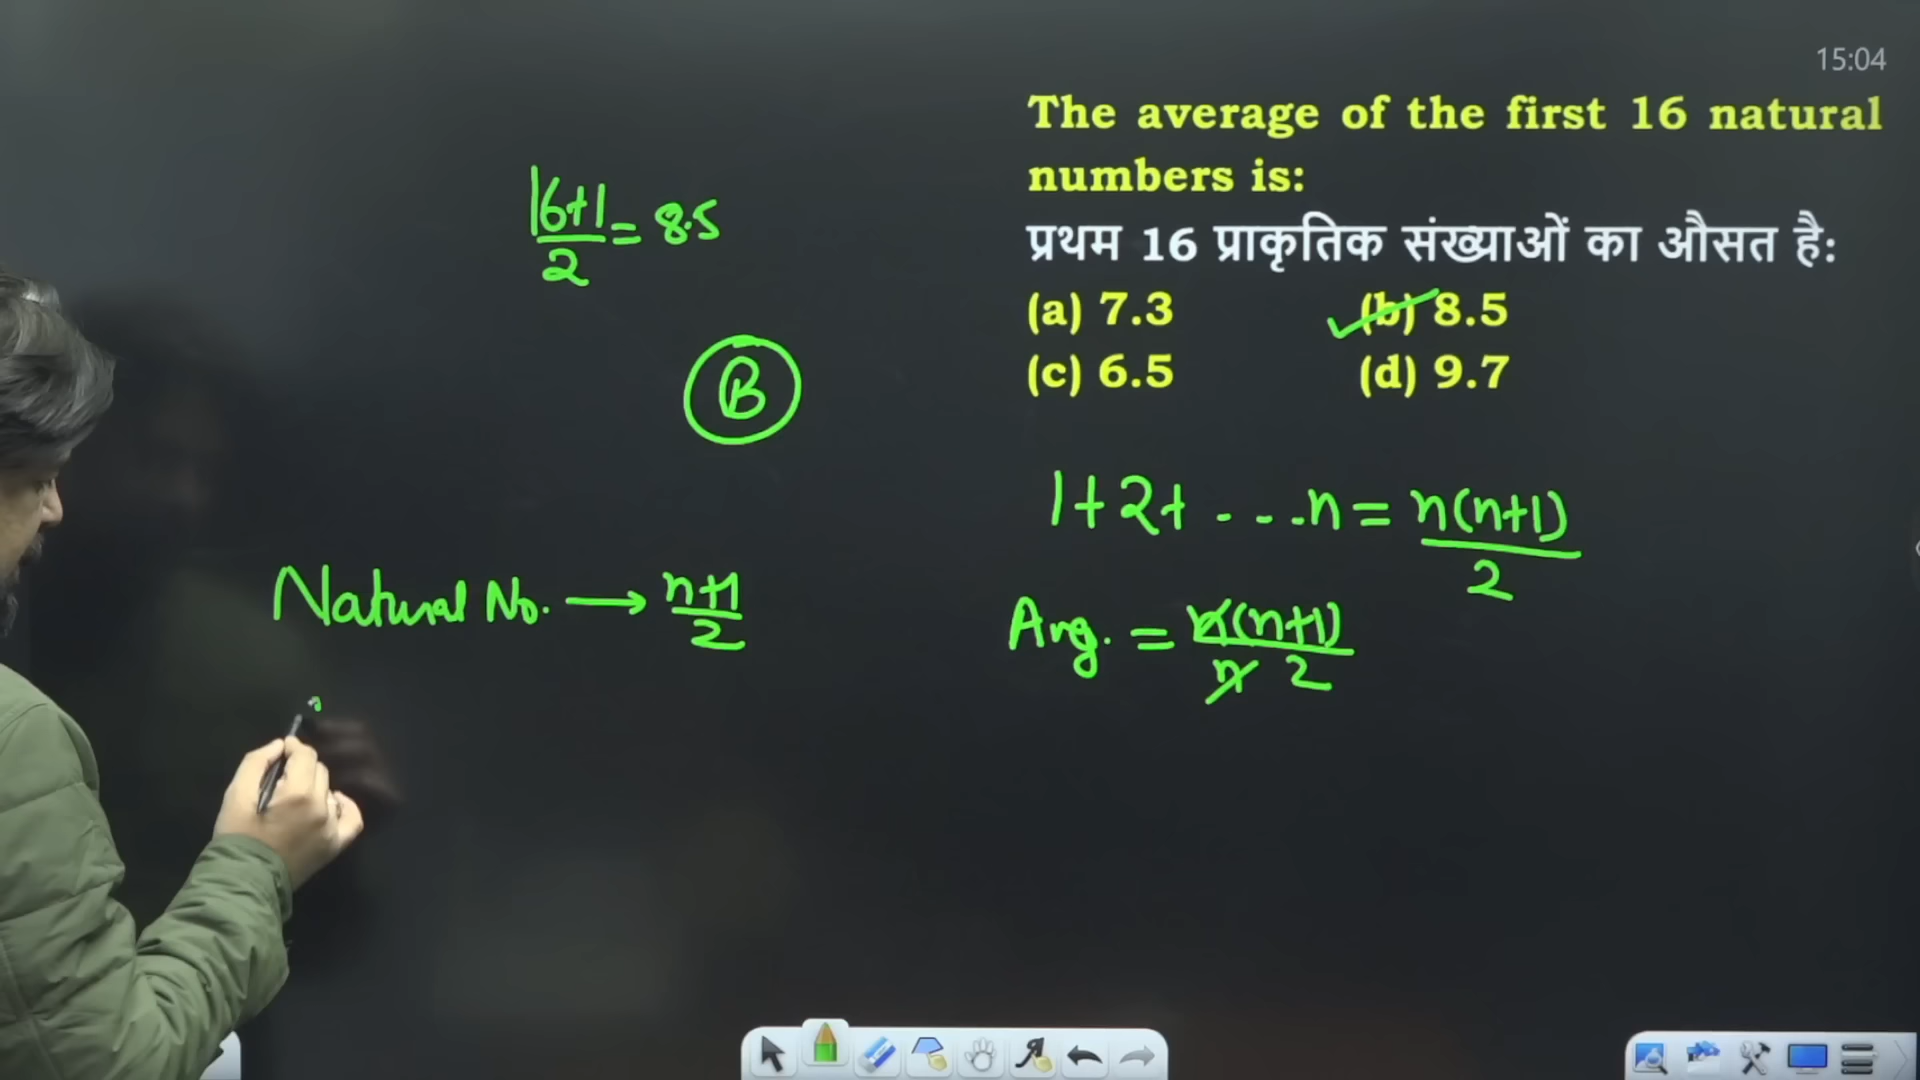 15:04
The average of the first 16 natural
numbers is:
प्रथम 16 प्राकृतिक संख्याओं का औसत है:
(a) 7.3 (b) 8.5
(c) 6.5 (d) 9.7
16+1/2 = 8.5
B
1+2+ - - ..n = n(n+1)/2
Natural No. → n+1/2
Avg. = n(n+1)/n 2